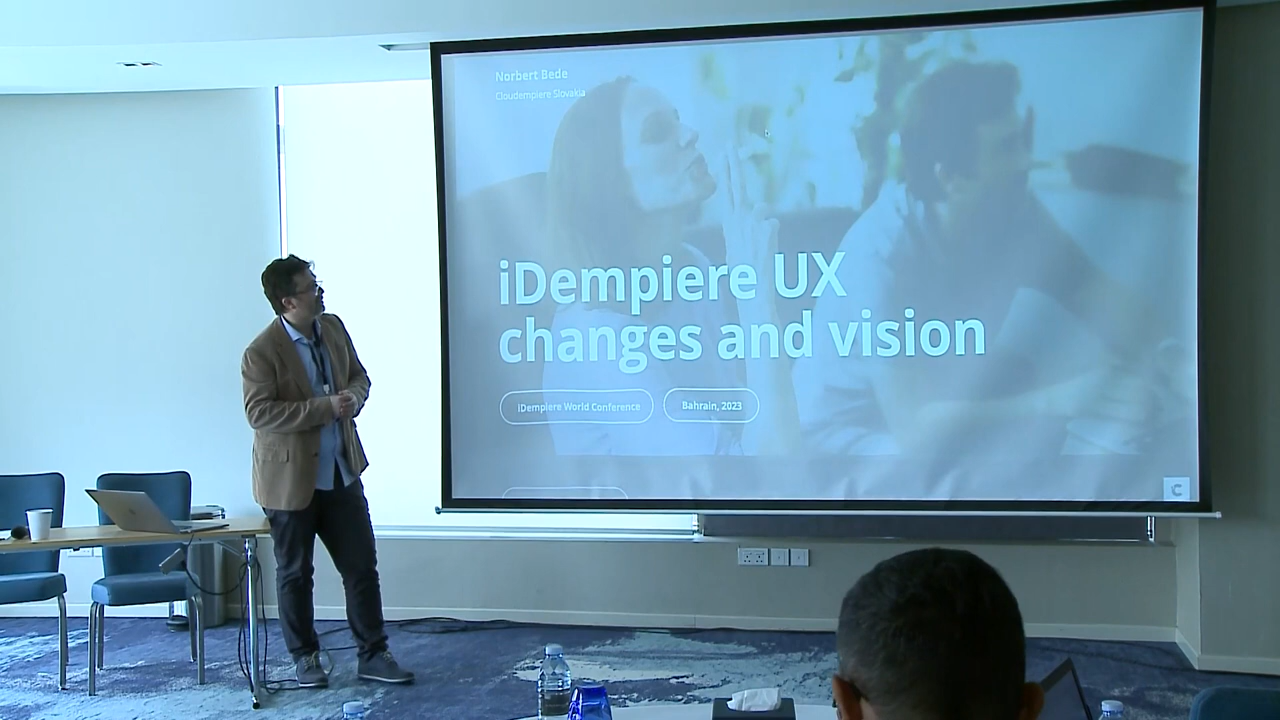 Norbert Bede
Cloudempiere Slovakia
iDempiere UX
changes and vision
iDempiere World Conference
Bahrain, 2023
C